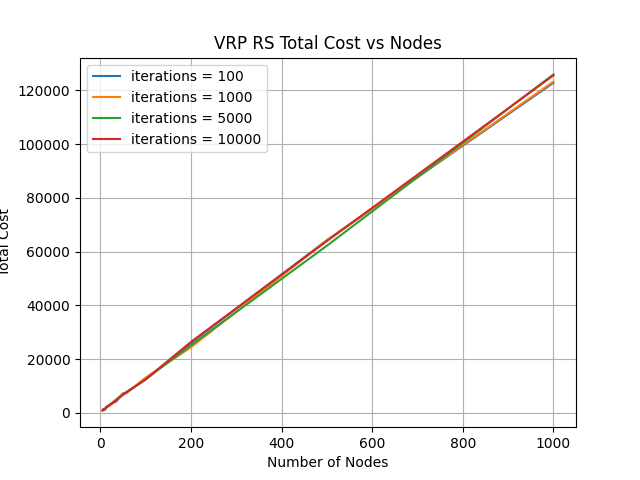 VRP RS Total Cost vs Nodes
iterations = 100
iterations = 1000
iterations = 5000
iterations = 10000
120000
100000
80000
60000
40000
20000
0
Total Cost
0 200 400 600 800 1000
Number of Nodes